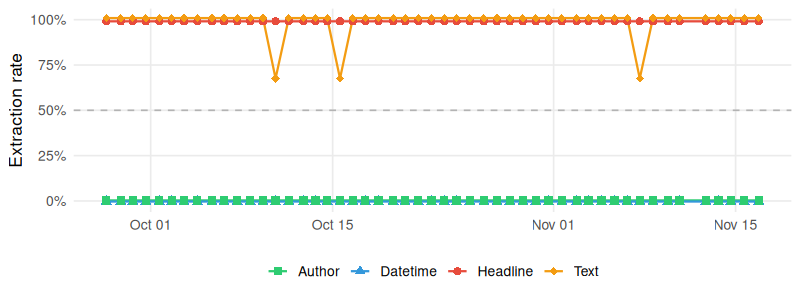 Extraction rate
100%
75%
50%
25%
0%
Oct 01 Oct 15 Nov 01 Nov 15
Author Datetime Headline Text